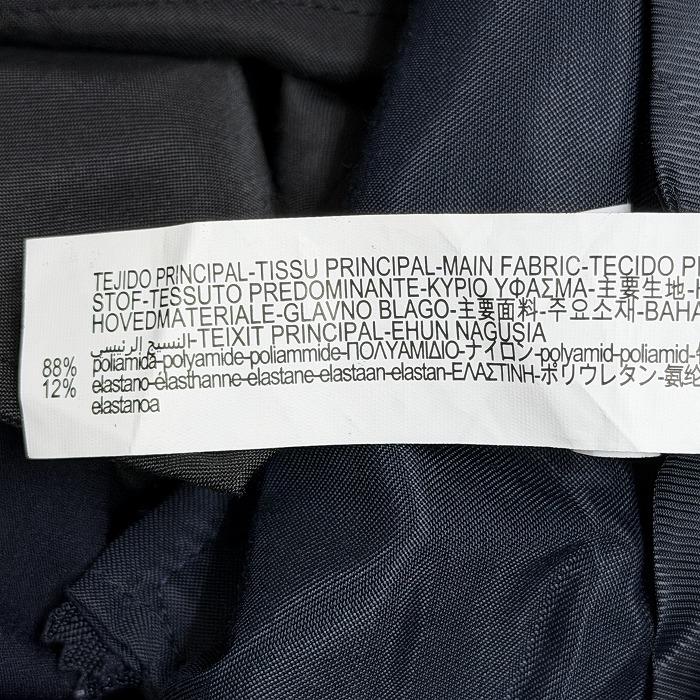 TEJIDO PRINCIPAL-TISSU PRINCIPAL-MAIN FABRIC-TECIDO
STOF-TESSUTO PREDOMINANTE-ΚΥΡΙΟ ΥΦΑΣΜΑ-主要生地-
HOVEDMATERIALE-GLAVNO BLAGO-主要面料-주요소재-BAHA
النسيج الرئيسي-TEIXIT PRINCIPAL-EHUN NAGUSIA
88% poliamida-polyamide-poliammide-ΠΟΛΥΑΜΙΔΙΟ-ナイロン-polyamid-poliamid-
12% elastano-élasthanne-elastane-elastaan-elastan-ΕΛΑΣΤΙΝΗ-ポリウレタン-氨纶
elastanoa